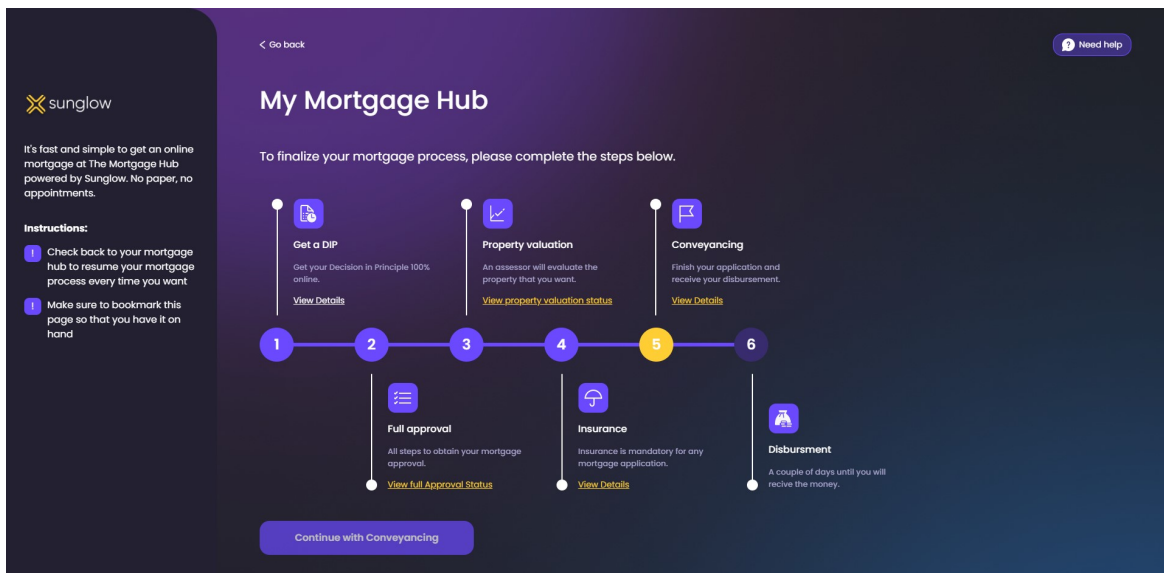 sunglow
It's fast and simple to get an online
mortgage at The Mortgage Hub
powered by Sunglow. No paper, no
appointments.
Instructions:
! Check back to your mortgage
hub to resume your mortgage
process every time you want
! Make sure to bookmark this
page so that you have it on
hand
< Go back
? Need help
My Mortgage Hub
To finalize your mortgage process, please complete the steps below.
Get a DIP
Get your Decision in Principle 100%
online.
View Details
Property valuation
An assessor will evaluate the
property that you want.
View property valuation status
Conveyancing
Finish your application and
receive your disbursement.
View Details
1 2 3 4 5 6
Full approval
All steps to obtain your mortgage
approval.
View full Approval Status
Insurance
Insurance is mandatory for any
mortgage application.
View Details
Disbursment
A couple of days until you will
recive the money.
Continue with Conveyancing